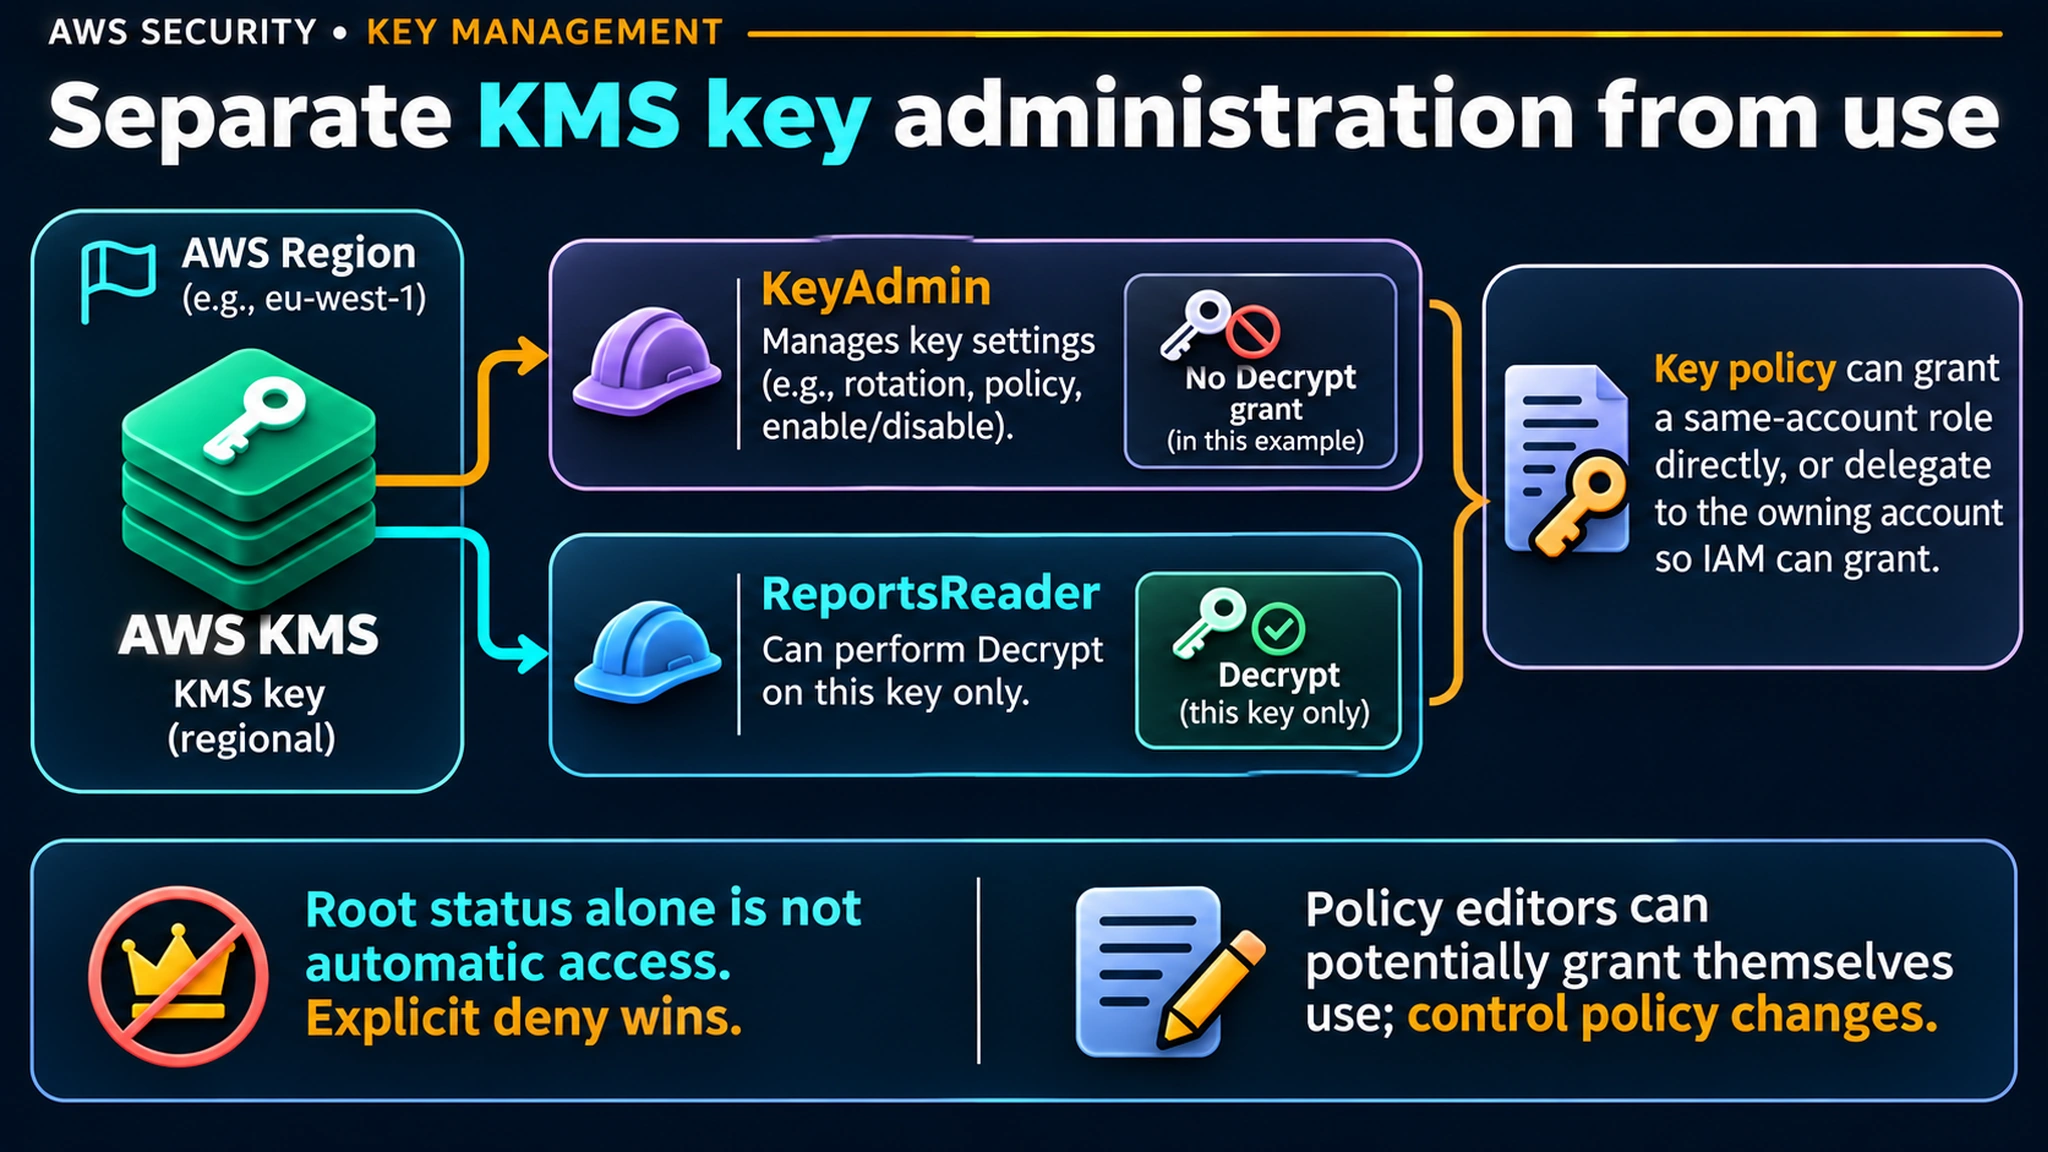 AWS SECURITY • KEY MANAGEMENT
Separate KMS key administration from use
AWS Region
(e.g., eu-west-1)
AWS KMS
KMS key
(regional)
KeyAdmin
Manages key settings
(e.g., rotation, policy,
enable/disable).
No Decrypt
grant
(in this example)
ReportsReader
Can perform Decrypt
on this key only.
Decrypt
(this key only)
Key policy can grant
a same-account role
directly, or delegate
to the owning account
so IAM can grant.
Root status alone is not
automatic access.
Explicit deny wins.
Policy editors can
potentially grant themselves
use; control policy changes.